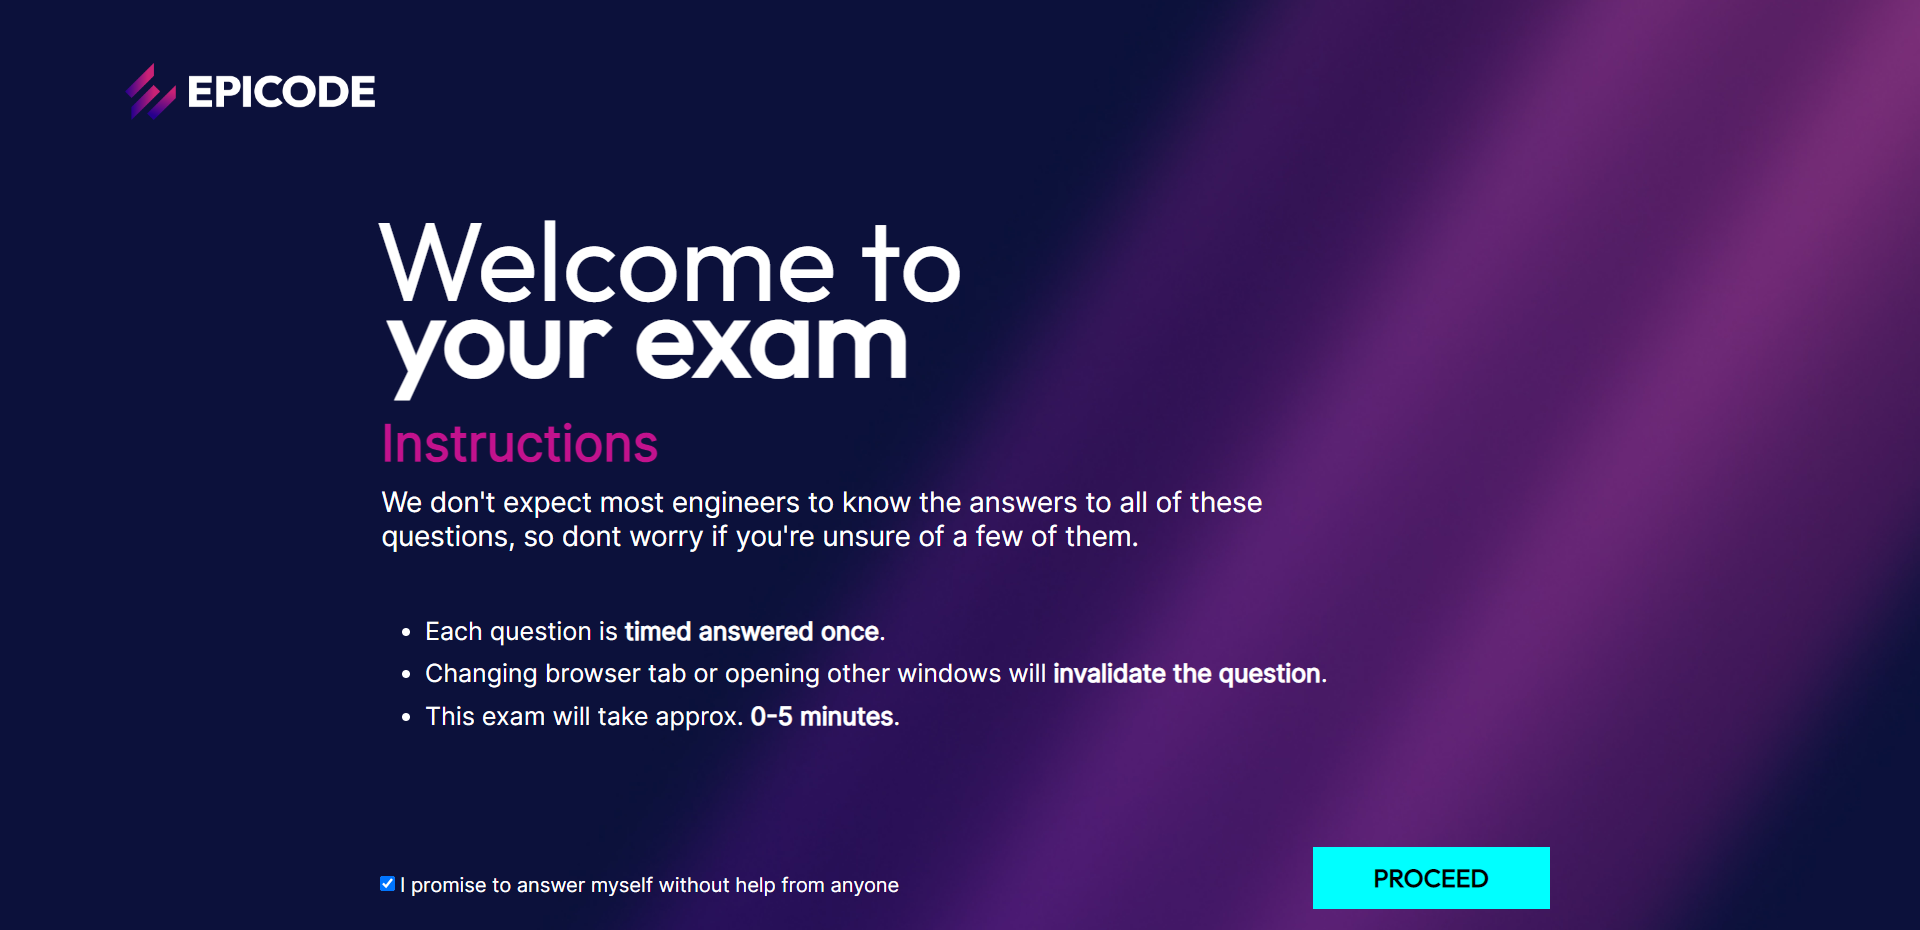 EPICODE
Welcome to
your exam
Instructions
We don't expect most engineers to know the answers to all of these
questions, so dont worry if you're unsure of a few of them.
• Each question is timed answered once.
• Changing browser tab or opening other windows will invalidate the question.
• This exam will take approx. 0-5 minutes.
I promise to answer myself without help from anyone
PROCEED